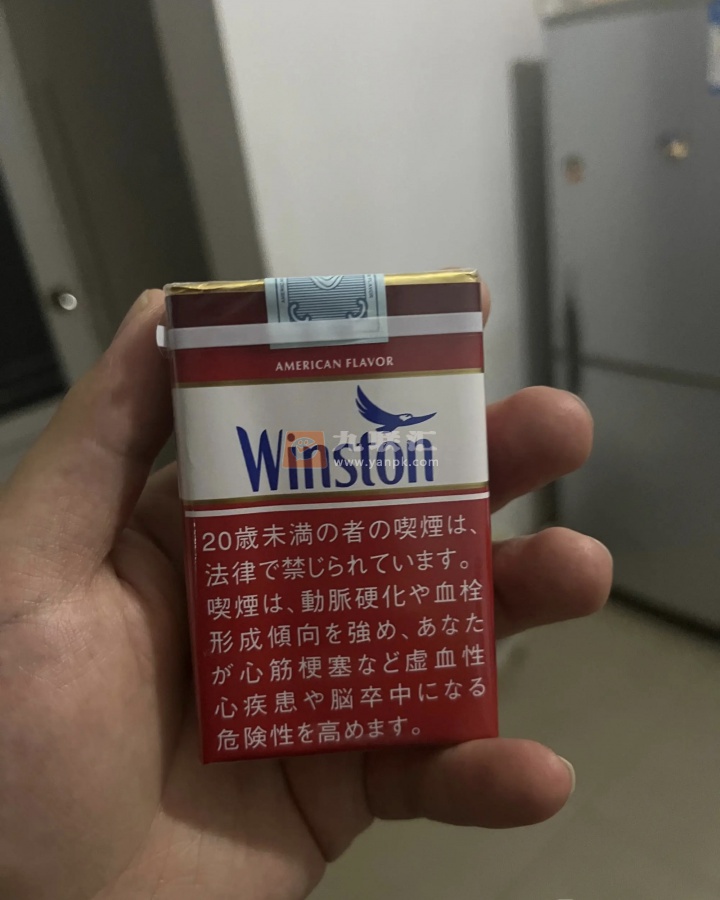 AMERICAN FLAVOR
Winston
www.yanpk.com
20歳未満の者の喫煙は、
法律で禁じられています。
喫煙は、動脈硬化や血栓
形成傾向を強め、あなた
が心筋梗塞など虚血性
心疾患や脳卒中になる
危険性を高めます。